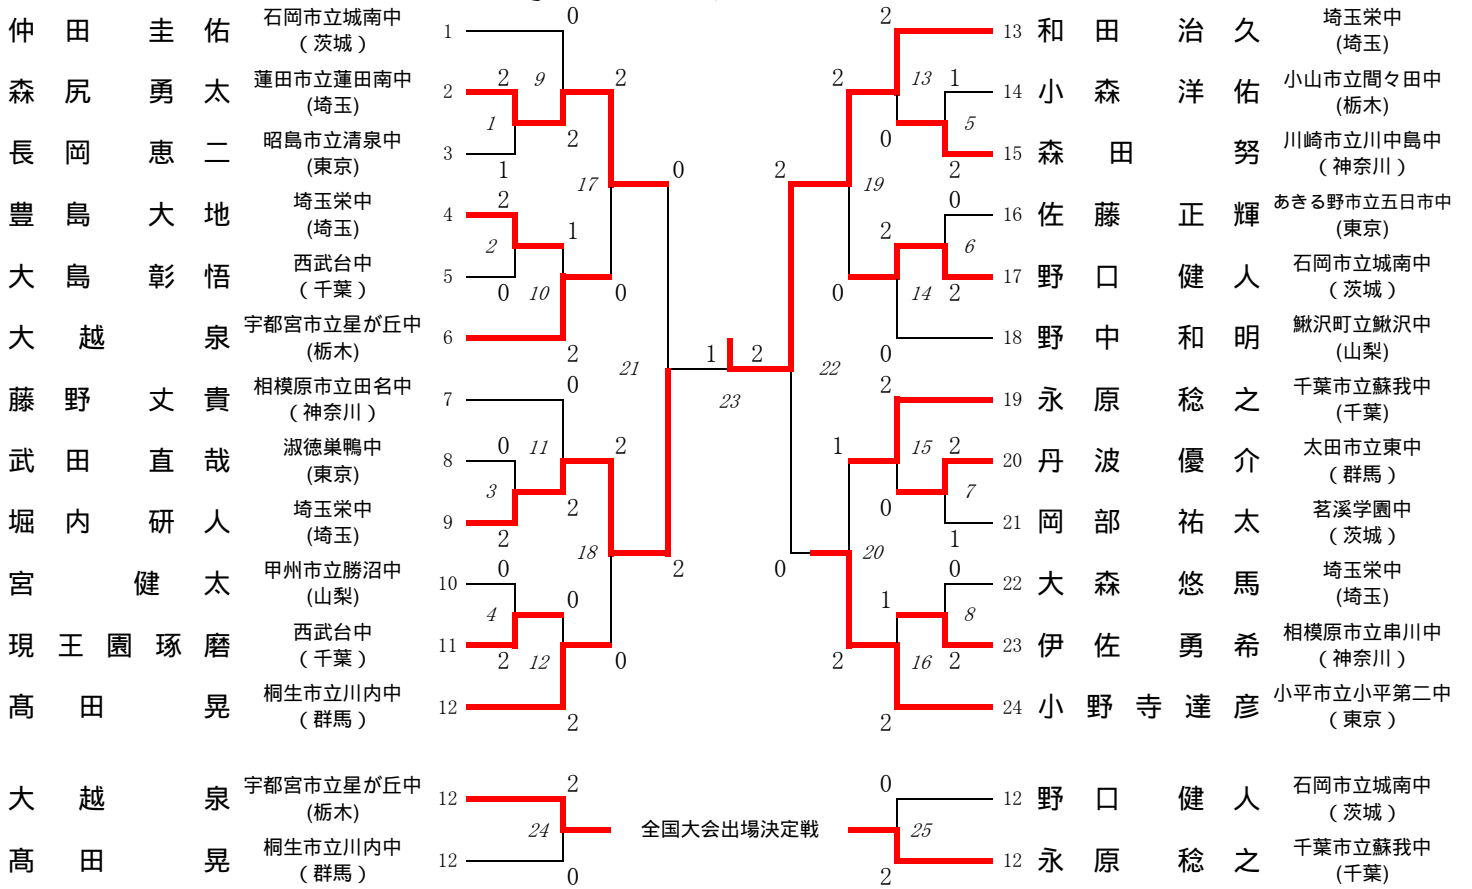 仲田圭佑 石岡市立城南中 (茨城) 1
森尻勇太 蓮田市立蓮田南中 (埼玉) 2
長岡恵二 昭島市立清泉中 (東京) 3
豊島大地 埼玉栄中 (埼玉) 4
大島彰悟 西武台中 (千葉) 5
大越泉 宇都宮市立星が丘中 (栃木) 6
藤野丈貴 相模原市立田名中 (神奈川) 7
武田直哉 淑徳巣鴨中 (東京) 8
堀内研人 埼玉栄中 (埼玉) 9
宮健太 甲州市立勝沼中 (山梨) 10
現王園琢磨 西武台中 (千葉) 11
髙田晃 桐生市立川内中 (群馬) 12
0
2 9 2
1 2
1 17 0
2 1
2
0 10 0
2 21
0
0 11 2
3 2
2 18 2
0 0
4
2 12 0
2
1 2
23
2
2 13 1
5
0 2
2 19 0
2 6
0 14 2
0 22
2
1 15 2
7
0 1
0 20 0
1 8
2 16 2
2
13 和田治久 埼玉栄中 (埼玉)
14 小森洋佑 小山市立間々田中 (栃木)
15 森田努 川崎市立川中島中 (神奈川)
16 佐藤正輝 あきる野市立五日市中 (東京)
17 野口健人 石岡市立城南中 (茨城)
18 野中和明 鰍沢町立鰍沢中 (山梨)
19 永原稔之 千葉市立蘇我中 (千葉)
20 丹波優介 太田市立東中 (群馬)
21 岡部祐太 茗溪学園中 (茨城)
22 大森悠馬 埼玉栄中 (埼玉)
23 伊佐勇希 相模原市立串川中 (神奈川)
24 小野寺達彦 小平市立小平第二中 (東京)
大越泉 宇都宮市立星が丘中 (栃木) 12 2
髙田晃 桐生市立川内中 (群馬) 12 24 0
全国大会出場決定戦
0 12 野口健人 石岡市立城南中 (茨城)
2 25 12 永原稔之 千葉市立蘇我中 (千葉)